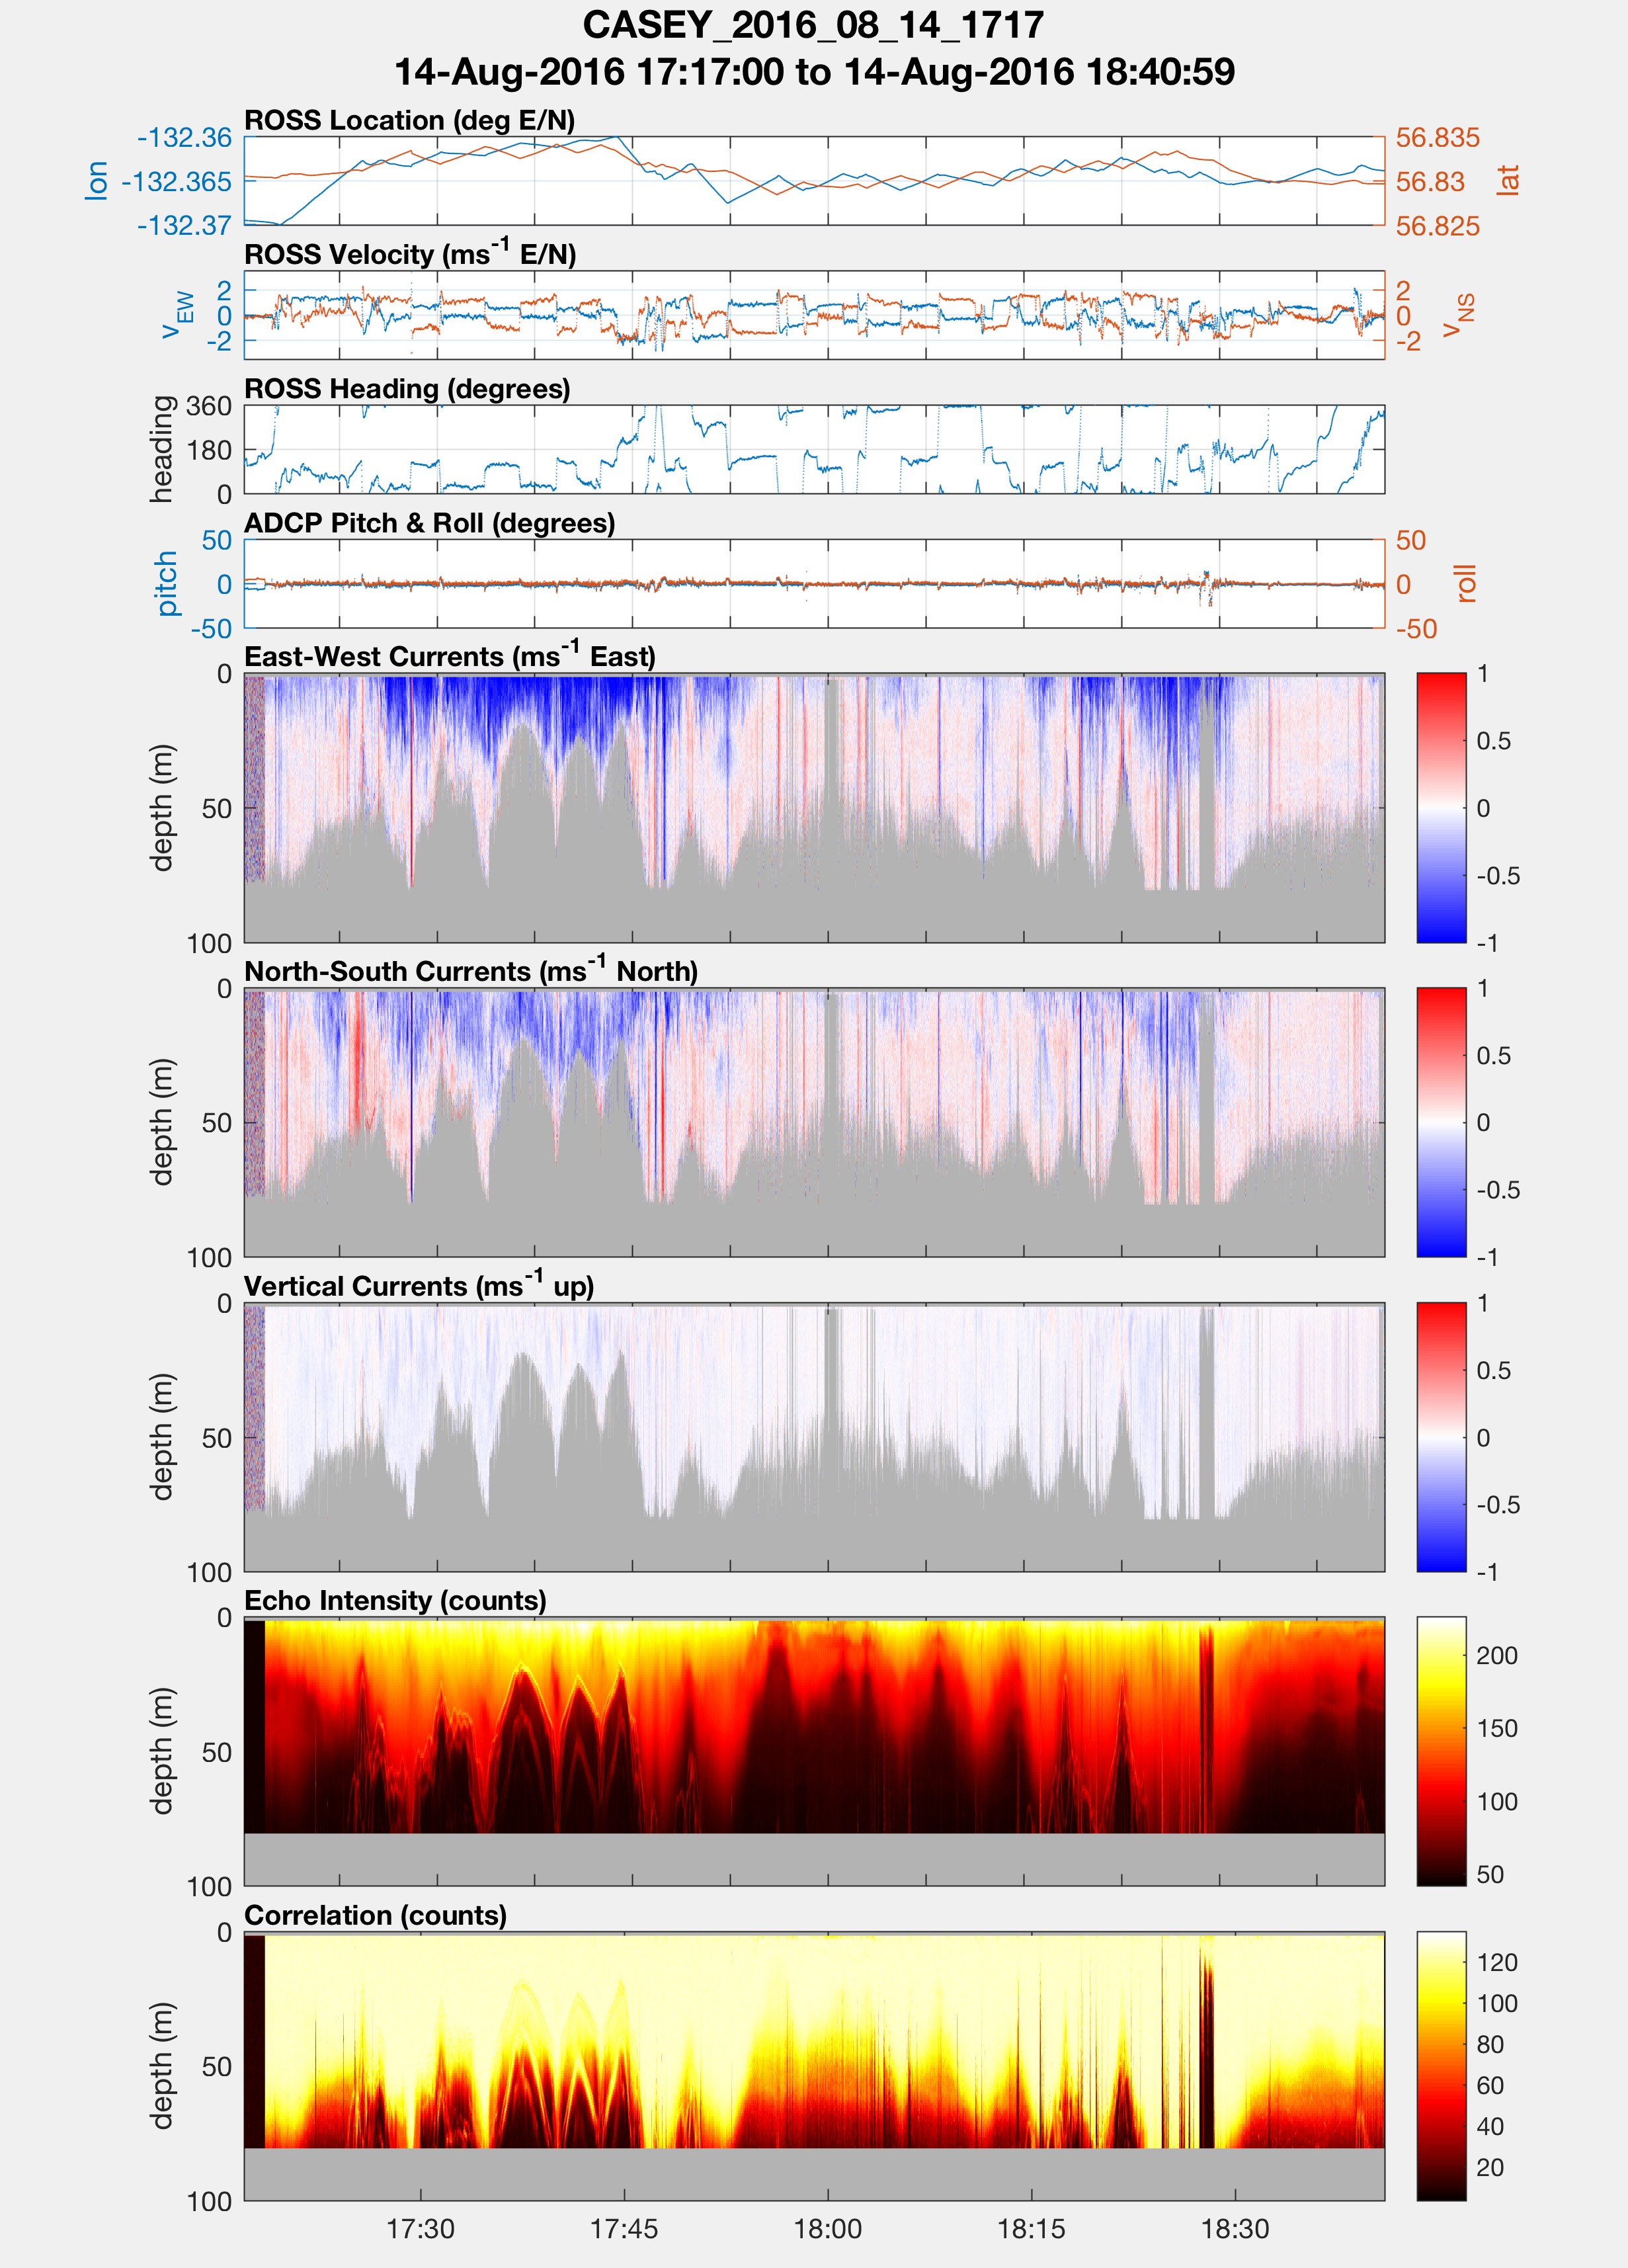 CASEY_2016_08_14_1717
14-Aug-2016 17:17:00 to 14-Aug-2016 18:40:59
ROSS Location (deg E/N)
-132.36
-132.365
-132.37
lon
56.835
56.83
56.825
lat
ROSS Velocity (ms-1 E/N)
2
0
-2
vEW
2
0
-2
vNS
ROSS Heading (degrees)
360
180
0
heading
ADCP Pitch & Roll (degrees)
50
0
-50
pitch
50
0
-50
roll
East-West Currents (ms-1 East)
0
50
100
depth (m)
1
0.5
0
-0.5
-1
North-South Currents (ms-1 North)
0
50
100
depth (m)
1
0.5
0
-0.5
-1
Vertical Currents (ms-1 up)
0
50
100
depth (m)
1
0.5
0
-0.5
-1
Echo Intensity (counts)
0
50
100
depth (m)
200
150
100
50
Correlation (counts)
0
50
100
depth (m)
120
100
80
60
40
20
17:30 17:45 18:00 18:15 18:30